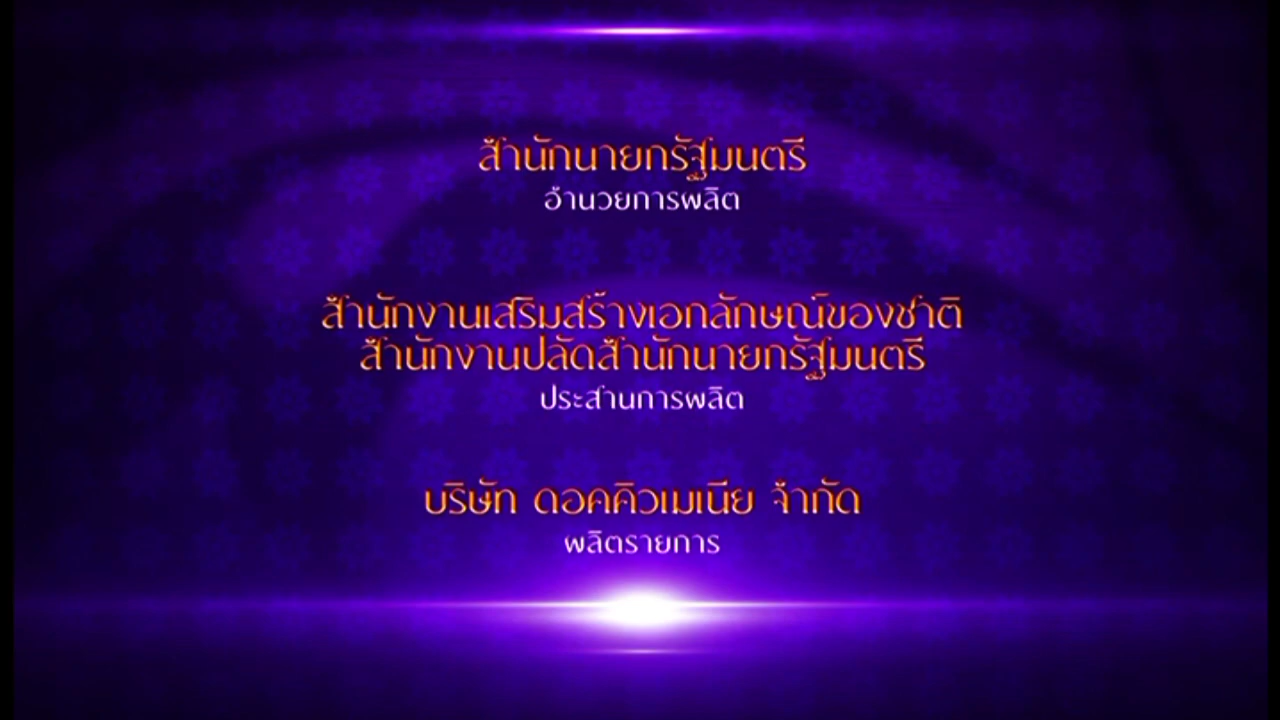 สำนักนายกรัฐมนตรี
อำนวยการผลิต
สำนักงานเสริมสร้างเอกลักษณ์ของชาติ
สำนักงานปลัดสำนักนายกรัฐมนตรี
ประสานการผลิต
บริษัท ดอคคิวเมเนีย จำกัด
ผลิตรายการ